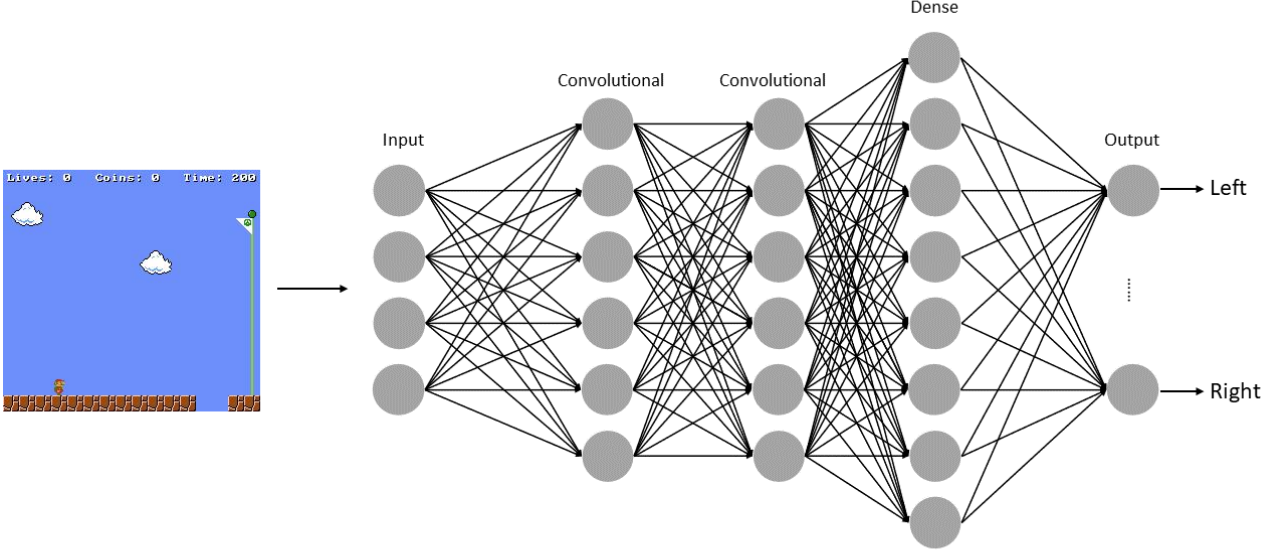 Dense
Convolutional Convolutional
Input
Output
Lives: 0 Coins: 0 Time: 200
Left
Right